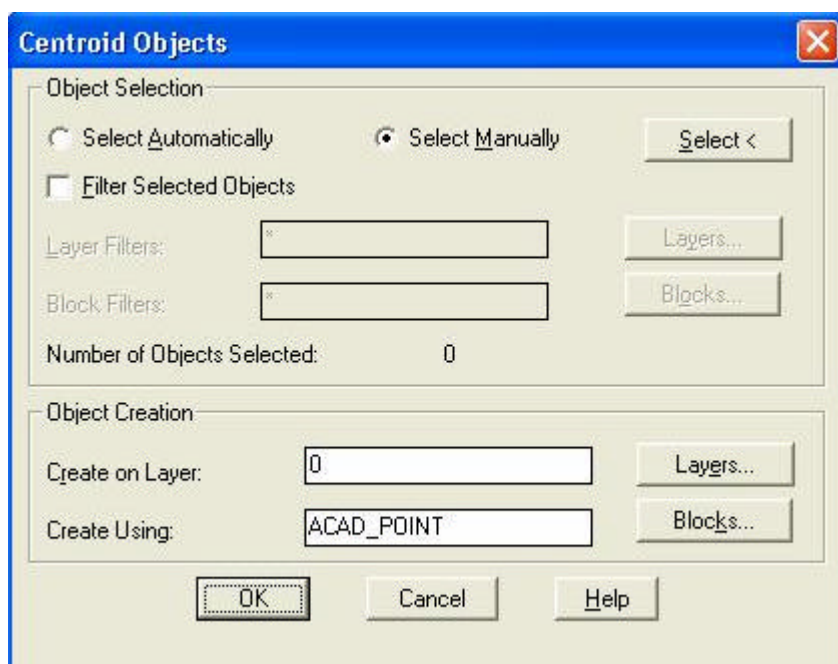 Centroid Objects
Object Selection
Select Automatically Select Manually Select <
Filter Selected Objects
Layer Filters: * Layers...
Block Filters: * Blocks...
Number of Objects Selected: 0
Object Creation
Create on Layer: 0 Layers...
Create Using: ACAD_POINT Blocks...
OK Cancel Help